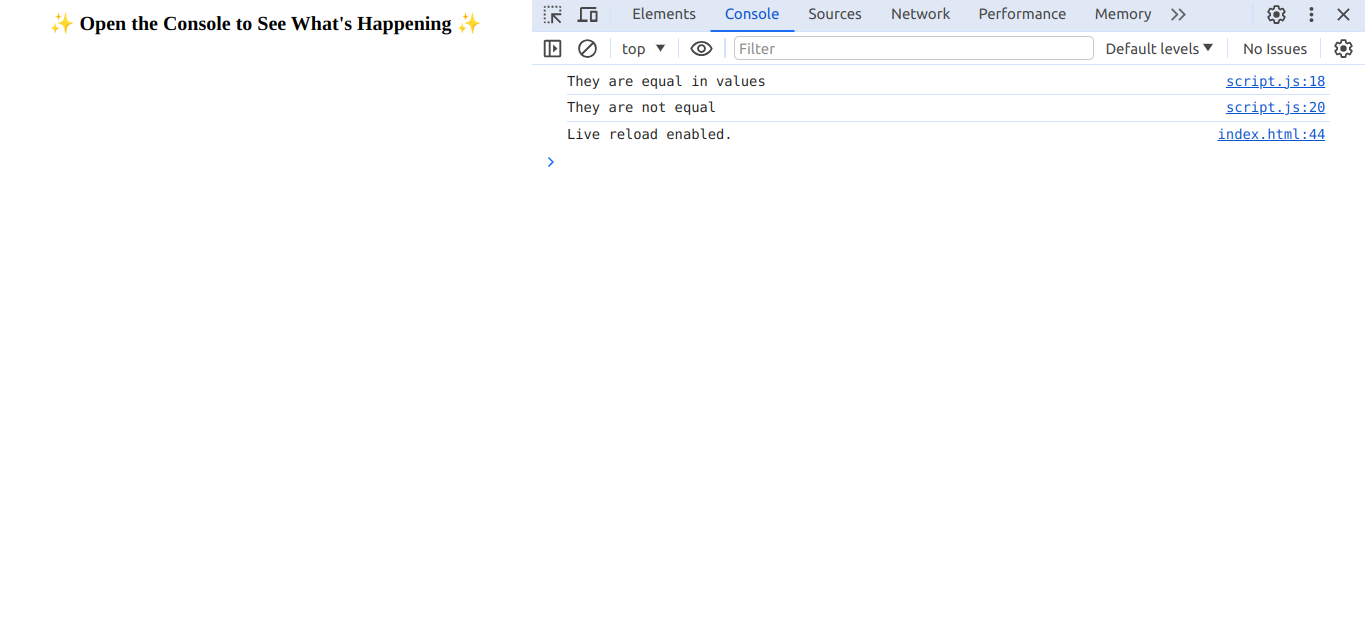 ✨ Open the Console to See What's Happening ✨
Elements Console Sources Network Performance Memory
top Filter Default levels No Issues
They are equal in values script.js:18
They are not equal script.js:20
Live reload enabled. index.html:44